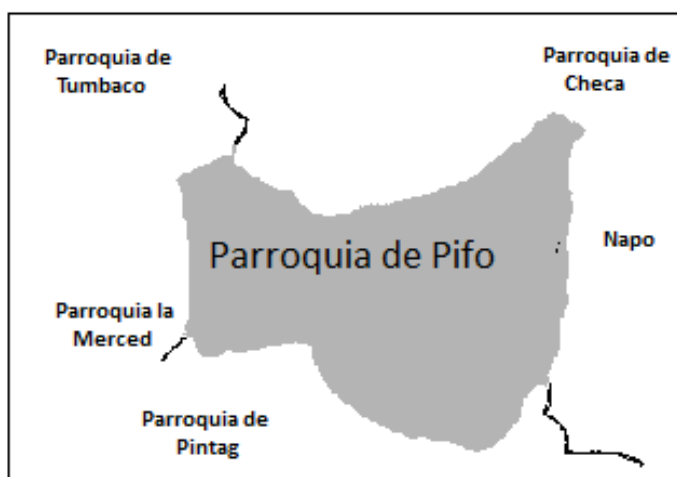 Parroquia de
Tumbaco
Parroquia de
Checa
Parroquia de Pifo
Napo
Parroquia la
Merced
Parroquia de
Pintag